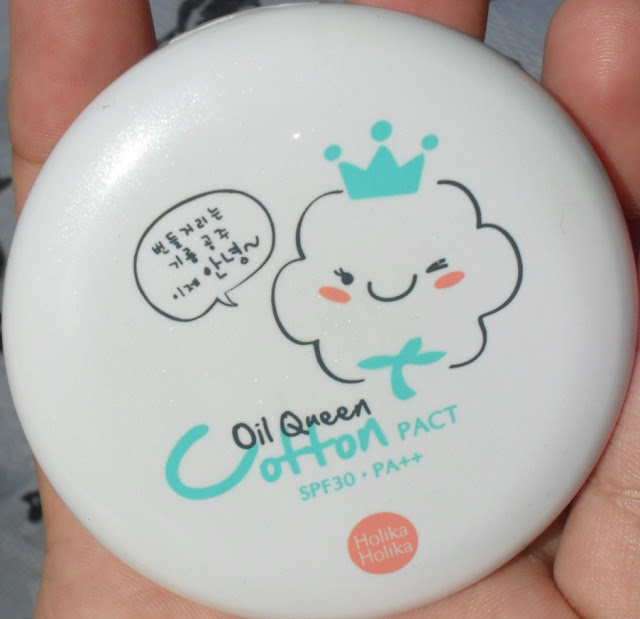 번들거리는
기름 공주
이제 안녕~
Oil Queen
Cotton PACT
SPF30 · PA++
Holika
Holika